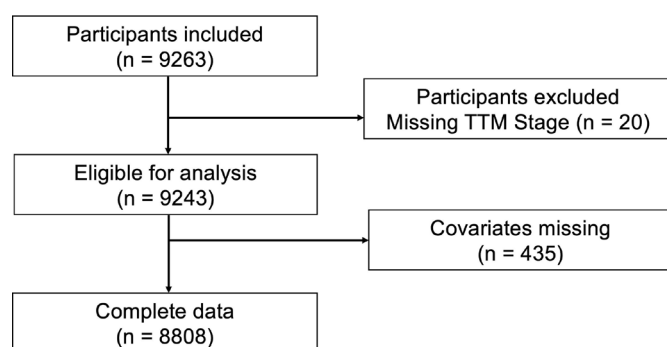 Participants included
(n = 9263)
Participants excluded
Missing TTM Stage (n = 20)
Eligible for analysis
(n = 9243)
Covariates missing
(n = 435)
Complete data
(n = 8808)